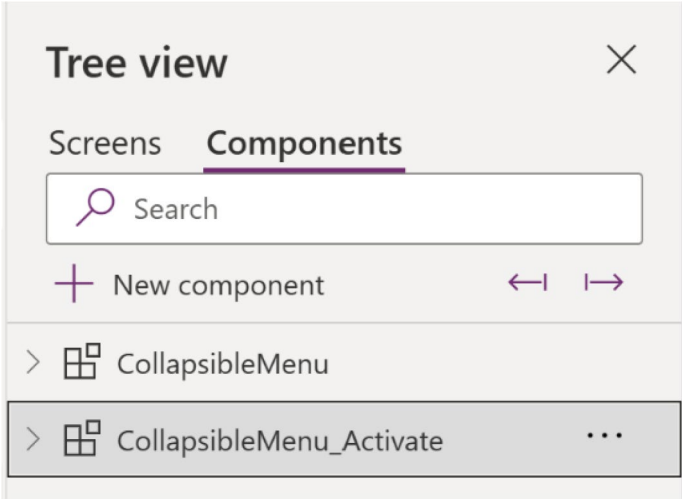 Tree view
Screens Components
Search
New component
CollapsibleMenu
CollapsibleMenu_Activate